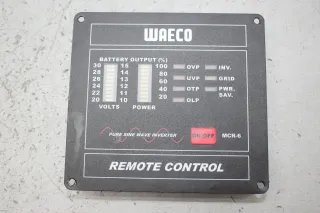 WAECO
BATTERY OUTPUT (%)
30 15 100 OVP INV.
28 14 80
26 13 60 UVP GRID
24 12 40 OTP PWR.
22 11 20 SAV.
20 10 OLP
VOLTS POWER
PURE SINE WAVE INVERTER ON/OFF MCR-6
REMOTE CONTROL